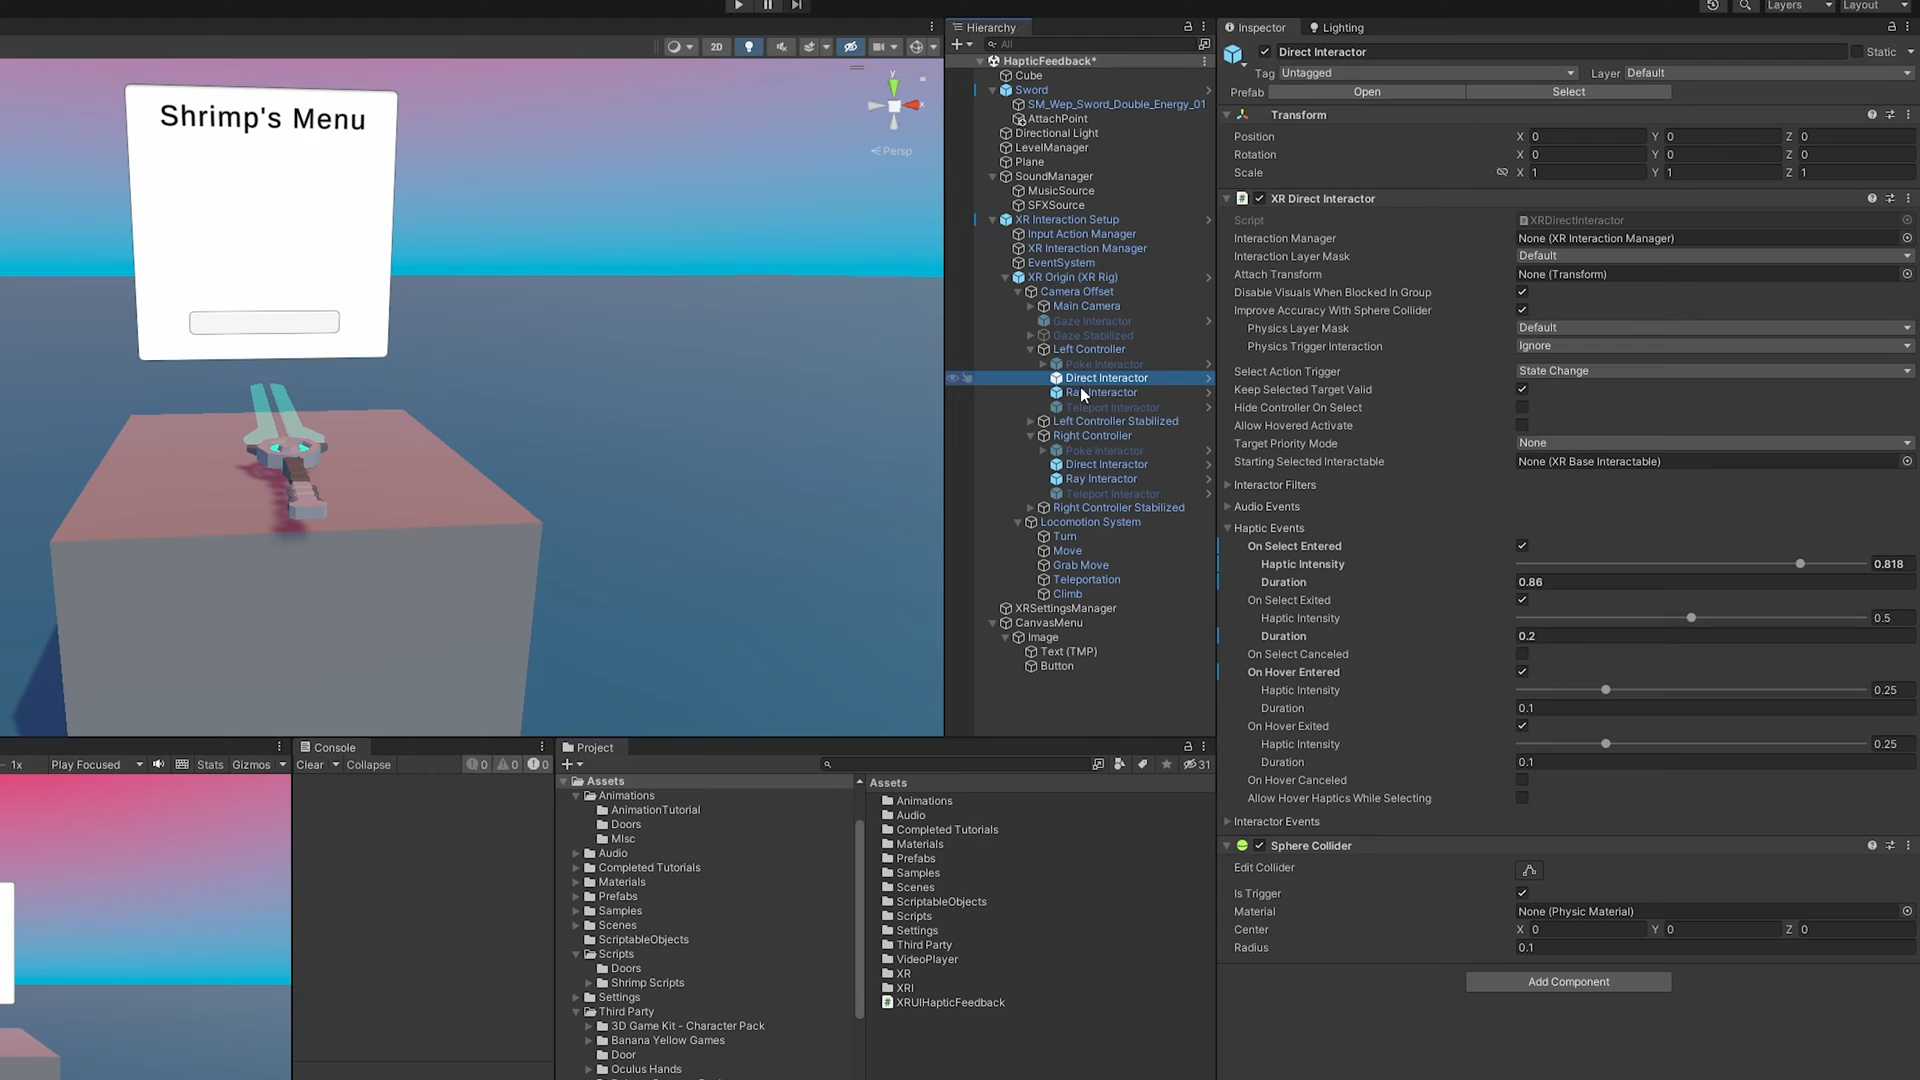 Layers
Layout
2D
y
x
Persp
Shrimp's Menu
Hierarchy
All
HapticFeedback*
Cube
Sword
SM_Wep_Sword_Double_Energy_01
AttachPoint
Directional Light
LevelManager
Plane
SoundManager
MusicSource
SFXSource
XR Interaction Setup
Input Action Manager
XR Interaction Manager
EventSystem
XR Origin (XR Rig)
Camera Offset
Main Camera
Gaze Interactor
Gaze Stabilized
Left Controller
Poke Interactor
Direct Interactor
Ray Interactor
Teleport Interactor
Left Controller Stabilized
Right Controller
Poke Interactor
Direct Interactor
Ray Interactor
Teleport Interactor
Right Controller Stabilized
Locomotion System
Turn
Move
Grab Move
Teleportation
Climb
XRSettingsManager
CanvasMenu
Image
Text (TMP)
Button
Inspector Lighting
Direct Interactor Static
Tag Untagged Layer Default
Prefab Open Select
Transform
Position X 0 Y 0 Z 0
Rotation X 0 Y 0 Z 0
Scale X 1 Y 1 Z 1
XR Direct Interactor
Script XRDirectInteractor
Interaction Manager None (XR Interaction Manager)
Interaction Layer Mask Default
Attach Transform None (Transform)
Disable Visuals When Blocked In Group
Improve Accuracy With Sphere Collider
Physics Layer Mask Default
Physics Trigger Interaction Ignore
Select Action Trigger State Change
Keep Selected Target Valid
Hide Controller On Select
Allow Hovered Activate
Target Priority Mode None
Starting Selected Interactable None (XR Base Interactable)
Interactor Filters
Audio Events
Haptic Events
On Select Entered
Haptic Intensity 0.818
Duration 0.86
On Select Exited
Haptic Intensity 0.5
Duration 0.2
On Select Canceled
On Hover Entered
Haptic Intensity 0.25
Duration 0.1
On Hover Exited
Haptic Intensity 0.25
Duration 0.1
On Hover Canceled
Allow Hover Haptics While Selecting
Interactor Events
Sphere Collider
Edit Collider
Is Trigger
Material None (Physic Material)
Center X 0 Y 0 Z 0
Radius 0.1
Add Component
1x Play Focused Stats Gizmos
Console
Clear Collapse 0 0 0
Project
31
Assets
Animations
AnimationTutorial
Doors
MIsc
Audio
Completed Tutorials
Materials
Prefabs
Samples
Scenes
ScriptableObjects
Scripts
Doors
Shrimp Scripts
Settings
Third Party
3D Game Kit - Character Pack
Banana Yellow Games
Door
Oculus Hands
Assets
Animations
Audio
Completed Tutorials
Materials
Prefabs
Samples
Scenes
ScriptableObjects
Scripts
Settings
Third Party
VideoPlayer
XR
XRI
XRUIHapticFeedback